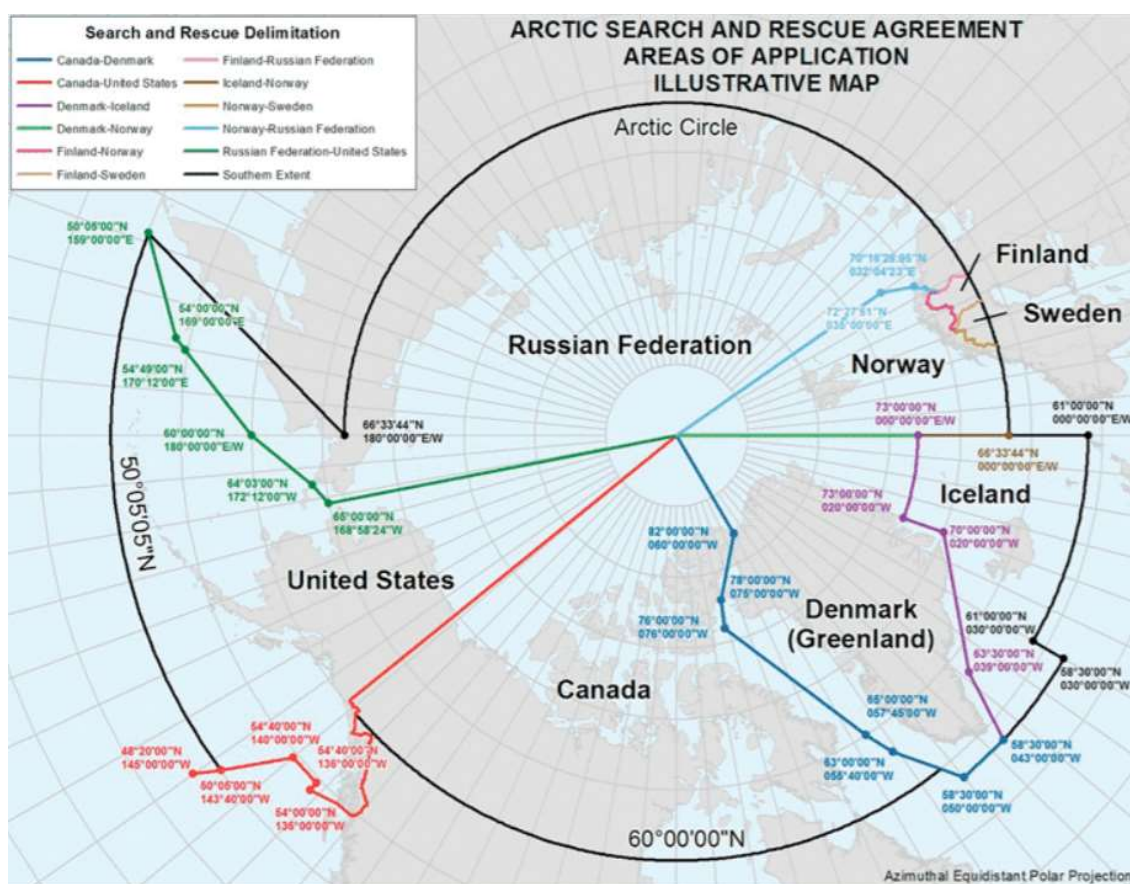 ARCTIC SEARCH AND RESCUE AGREEMENT
AREAS OF APPLICATION
ILLUSTRATIVE MAP
Search and Rescue Delimitation
Canada-Denmark
Canada-United States
Denmark-Iceland
Denmark-Norway
Finland-Norway
Finland-Sweden
Finland-Russian Federation
Iceland-Norway
Norway-Sweden
Norway-Russian Federation
Russian Federation-United States
Southern Extent
Arctic Circle
50°05'00"N
159°00'00"E
54°00'00"N
169°00'00"E
54°49'00"N
170°12'00"E
60°00'00"N
180°00'00"E/W
64°03'00"N
172°12'00"W
65°00'00"N
168°58'24"W
66°33'44"N
180°00'00"E/W
50°05'05"N
Russian Federation
032°04'23"E
035°00'00"E
Finland
Sweden
Norway
73°00'00"N
000°00'00"E/W
61°00'00"N
000°00'00"E/W
66°33'44"N
000°00'00"E/W
Iceland
73°00'00"N
020°00'00"W
70°00'00"N
020°00'00"W
82°00'00"N
060°00'00"W
78°00'00"N
075°00'00"W
76°00'00"N
076°00'00"W
United States
Denmark
(Greenland)
61°00'00"N
030°00'00"W
63°30'00"N
039°00'00"W
58°30'00"N
030°00'00"W
Canada
65°00'00"N
057°45'00"W
63°00'00"N
055°40'00"W
58°30'00"N
043°00'00"W
58°30'00"N
050°00'00"W
48°20'00"N
145°00'00"W
50°05'00"N
143°40'00"W
54°40'00"N
140°00'00"W
54°40'00"N
136°00'00"W
54°00'00"N
136°00'00"W
60°00'00"N
Azimuthal Equidistant Polar Projection